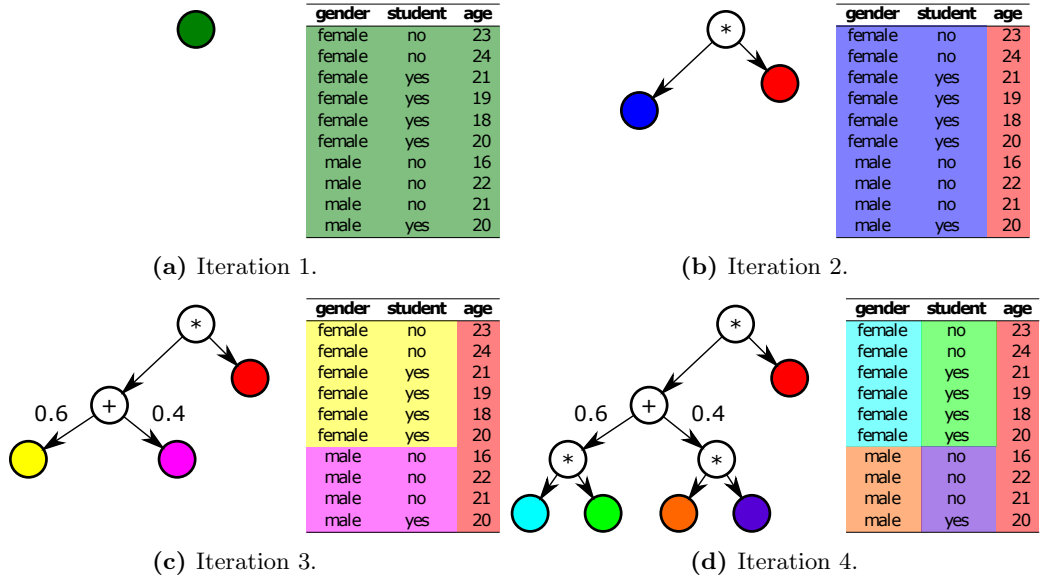 gender student age
female no 23
female no 24
female yes 21
female yes 19
female yes 18
female yes 20
male no 16
male no 22
male no 21
male yes 20
(a) Iteration 1.
*
gender student age
female no 23
female no 24
female yes 21
female yes 19
female yes 18
female yes 20
male no 16
male no 22
male no 21
male yes 20
(b) Iteration 2.
*
0.6 + 0.4
gender student age
female no 23
female no 24
female yes 21
female yes 19
female yes 18
female yes 20
male no 16
male no 22
male no 21
male yes 20
(c) Iteration 3.
*
0.6 + 0.4
* *
gender student age
female no 23
female no 24
female yes 21
female yes 19
female yes 18
female yes 20
male no 16
male no 22
male no 21
male yes 20
(d) Iteration 4.